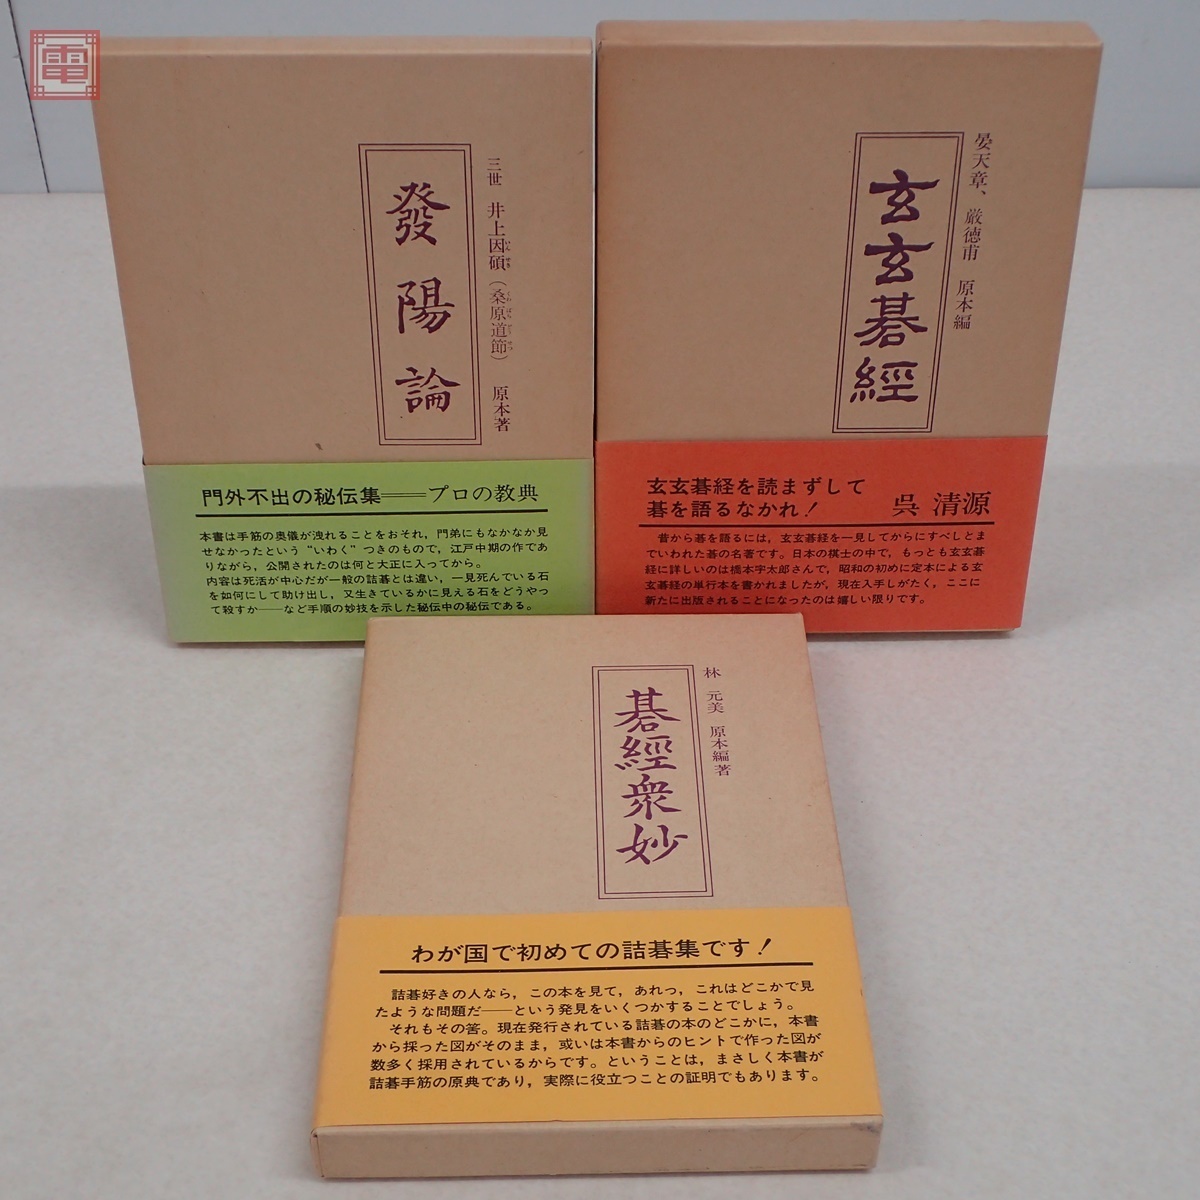 電
發陽論
三世 井上因碩（桑原道節） 原本著
門外不出の秘伝集──プロの教典
本書は手筋の奥儀が洩れることをおそれ，門弟にもなかなか見
せなかったという“いわく”つきのもので，江戸中期の作であ
りながら，公開されたのは何と大正に入ってから。
内容は死活が中心だが一般の詰碁とは違い，一見死んでいる石
を如何にして助け出し，又生きているかに見える石をどうやっ
て殺すか──など手順の妙技を示した秘伝中の秘伝である。
玄玄碁經
晏天章、厳徳甫 原本編
玄玄碁経を読まずして
碁を語るなかれ！
呉 清源
昔から碁を語るには，玄玄碁経を一見してからにすべしとま
でいわれた碁の名著です。日本の棋士の中で，もっとも玄玄碁
経に詳しいのは橋本宇太郎さんで，昭和の初めに定本による玄
玄碁経の単行本を書かれましたが，現在入手しがたく，ここに
新たに出版されることになったのは嬉しい限りです。
碁經衆妙
林 元美 原本編著
わが国で初めての詰碁集です！
詰碁好きの人なら，この本を見て，あれっ，これはどこかで見
たような問題だ──という発見をいくつかすることでしょう。
それもその筈。現在発行されている詰碁の本のどこかに，本書
から採った図がそのまま，或いは本書からのヒントで作った図が
数多く採用されているからです。ということは，まさしく本書が
詰碁手筋の原典であり，実際に役立つことの証明でもあります。